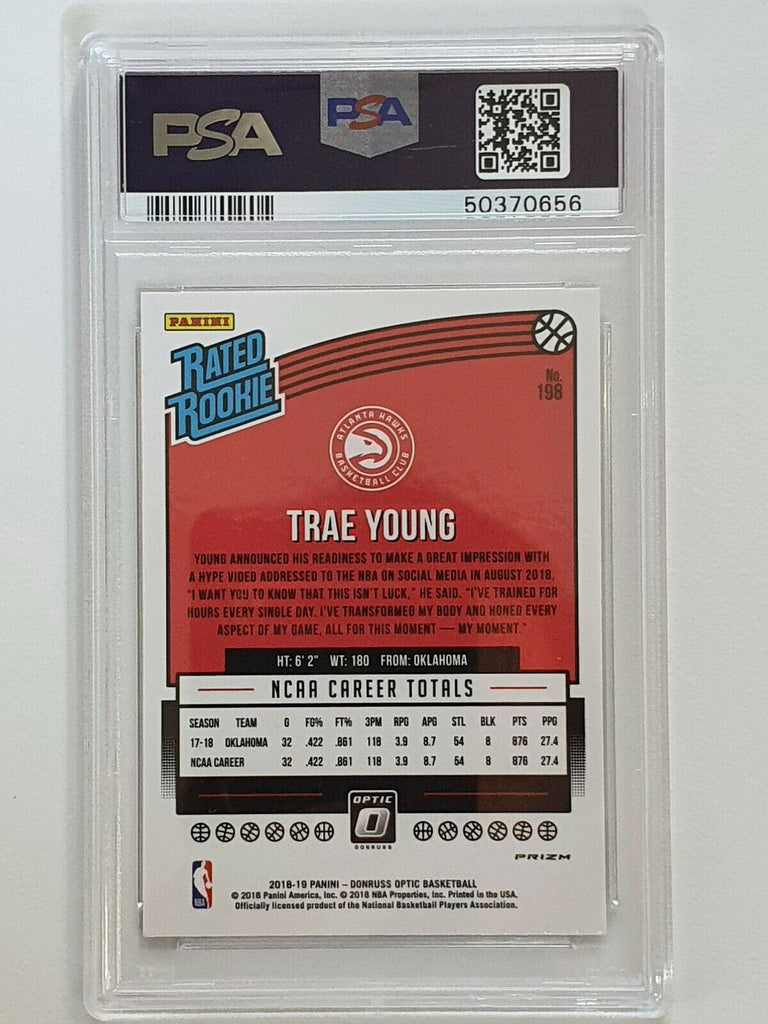 PSA
PSA
50370656
PANINI
RATED
ROOKIE
No.
198
ATLANTA HAWKS
BASKETBALL CLUB
TRAE YOUNG
YOUNG ANNOUNCED HIS READINESS TO MAKE A GREAT IMPRESSION WITH
A HYPE VIDEO ADDRESSED TO THE NBA ON SOCIAL MEDIA IN AUGUST 2018.
"I WANT YOU TO KNOW THAT THIS ISN'T LUCK," HE SAID. "I'VE TRAINED FOR
HOURS EVERY SINGLE DAY. I'VE TRANSFORMED MY BODY AND HONED EVERY
ASPECT OF MY GAME, ALL FOR THIS MOMENT — MY MOMENT."
HT: 6' 2" WT: 180 FROM: OKLAHOMA
NCAA CAREER TOTALS
SEASON TEAM G FG% FT% 3PM RPG APG STL BLK PTS PPG
17-18 OKLAHOMA 32 .422 .861 118 3.9 8.7 54 8 876 27.4
NCAA CAREER 32 .422 .861 118 3.9 8.7 54 8 876 27.4
OPTIC
DONRUSS
PRIZM
NBA
2018-19 PANINI – DONRUSS OPTIC BASKETBALL
© 2018 Panini America, Inc. © 2018 NBA Properties, Inc. Printed in the USA.
Officially licensed product of the National Basketball Players Association.